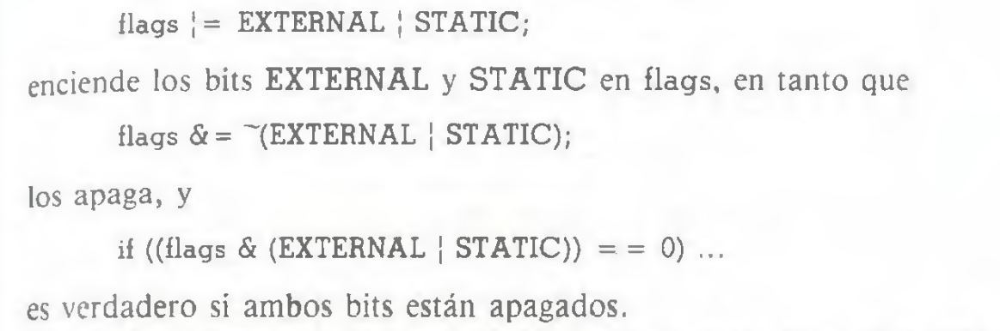 flags ¦= EXTERNAL ¦ STATIC;
enciende los bits EXTERNAL y STATIC en flags, en tanto que
flags &= ~(EXTERNAL ¦ STATIC);
los apaga, y
if ((flags & (EXTERNAL ¦ STATIC)) = = 0) ...
es verdadero si ambos bits están apagados.